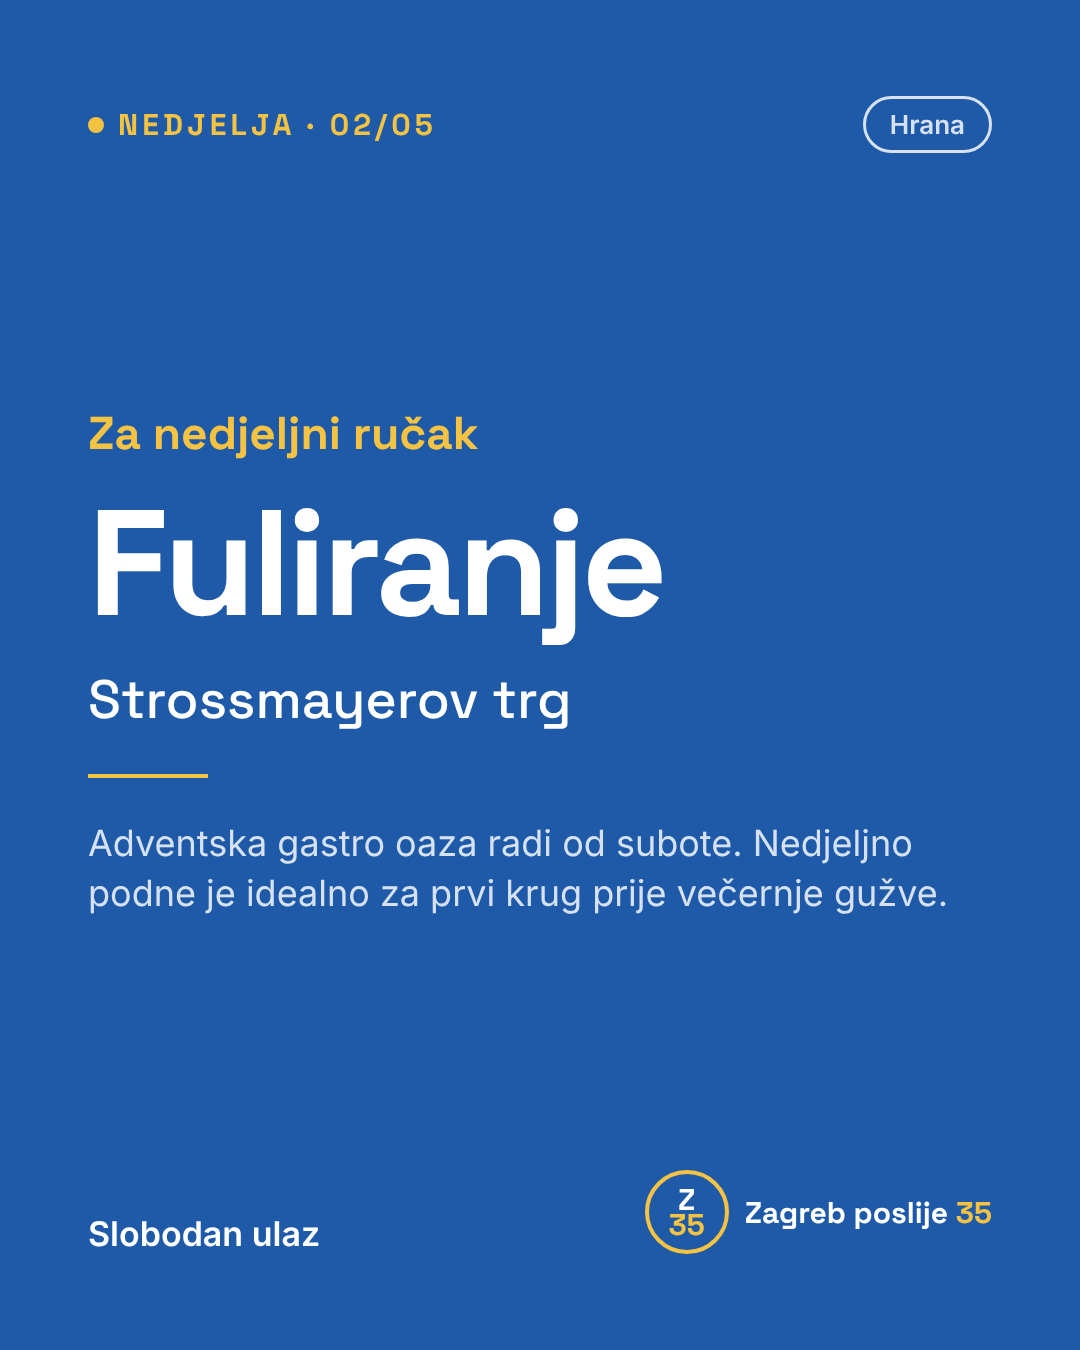 NEDJELJA · 02/05
Hrana
Za nedjeljni ručak
Fuliranje
Strossmayerov trg
Adventska gastro oaza radi od subote. Nedjeljno
podne je idealno za prvi krug prije večernje gužve.
Slobodan ulaz
Z
35
Zagreb poslije 35